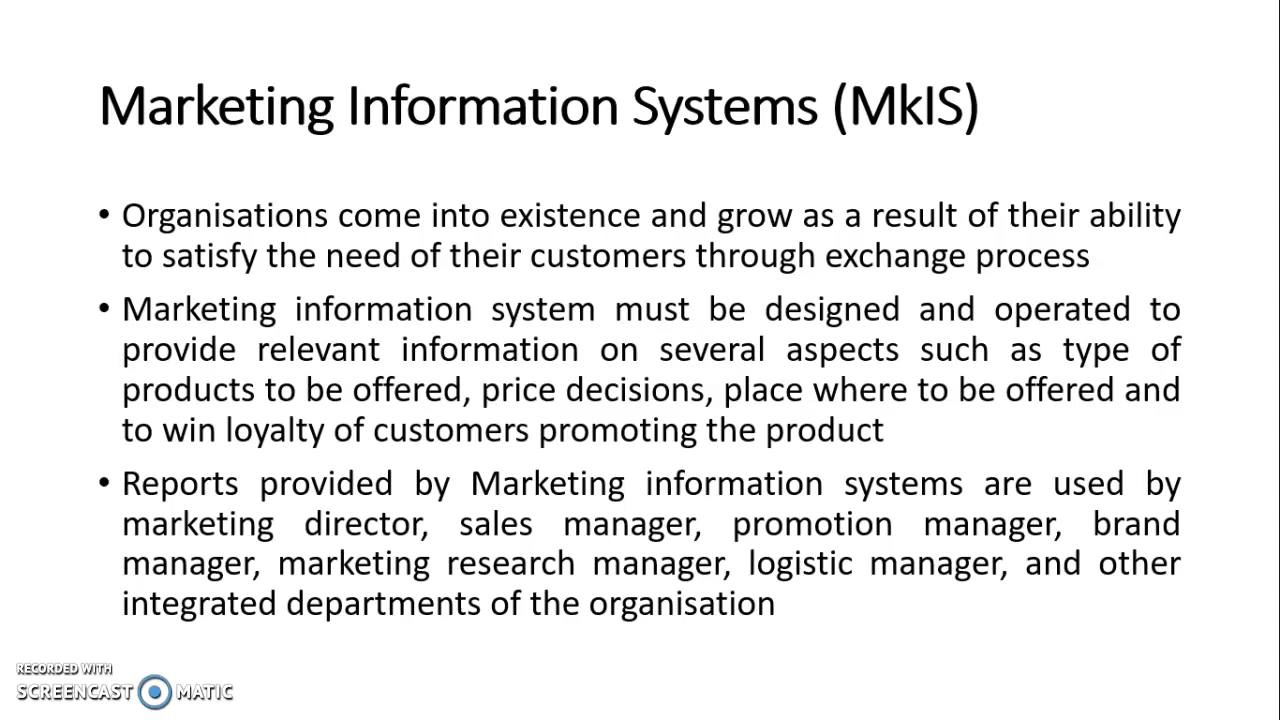 Marketing Information Systems (MkIS)
• Organisations come into existence and grow as a result of their ability
to satisfy the need of their customers through exchange process
• Marketing information system must be designed and operated to
provide relevant information on several aspects such as type of
products to be offered, price decisions, place where to be offered and
to win loyalty of customers promoting the product
• Reports provided by Marketing information systems are used by
marketing director, sales manager, promotion manager, brand
manager, marketing research manager, logistic manager, and other
integrated departments of the organisation
RECORDED WITH
SCREENCAST MATIC